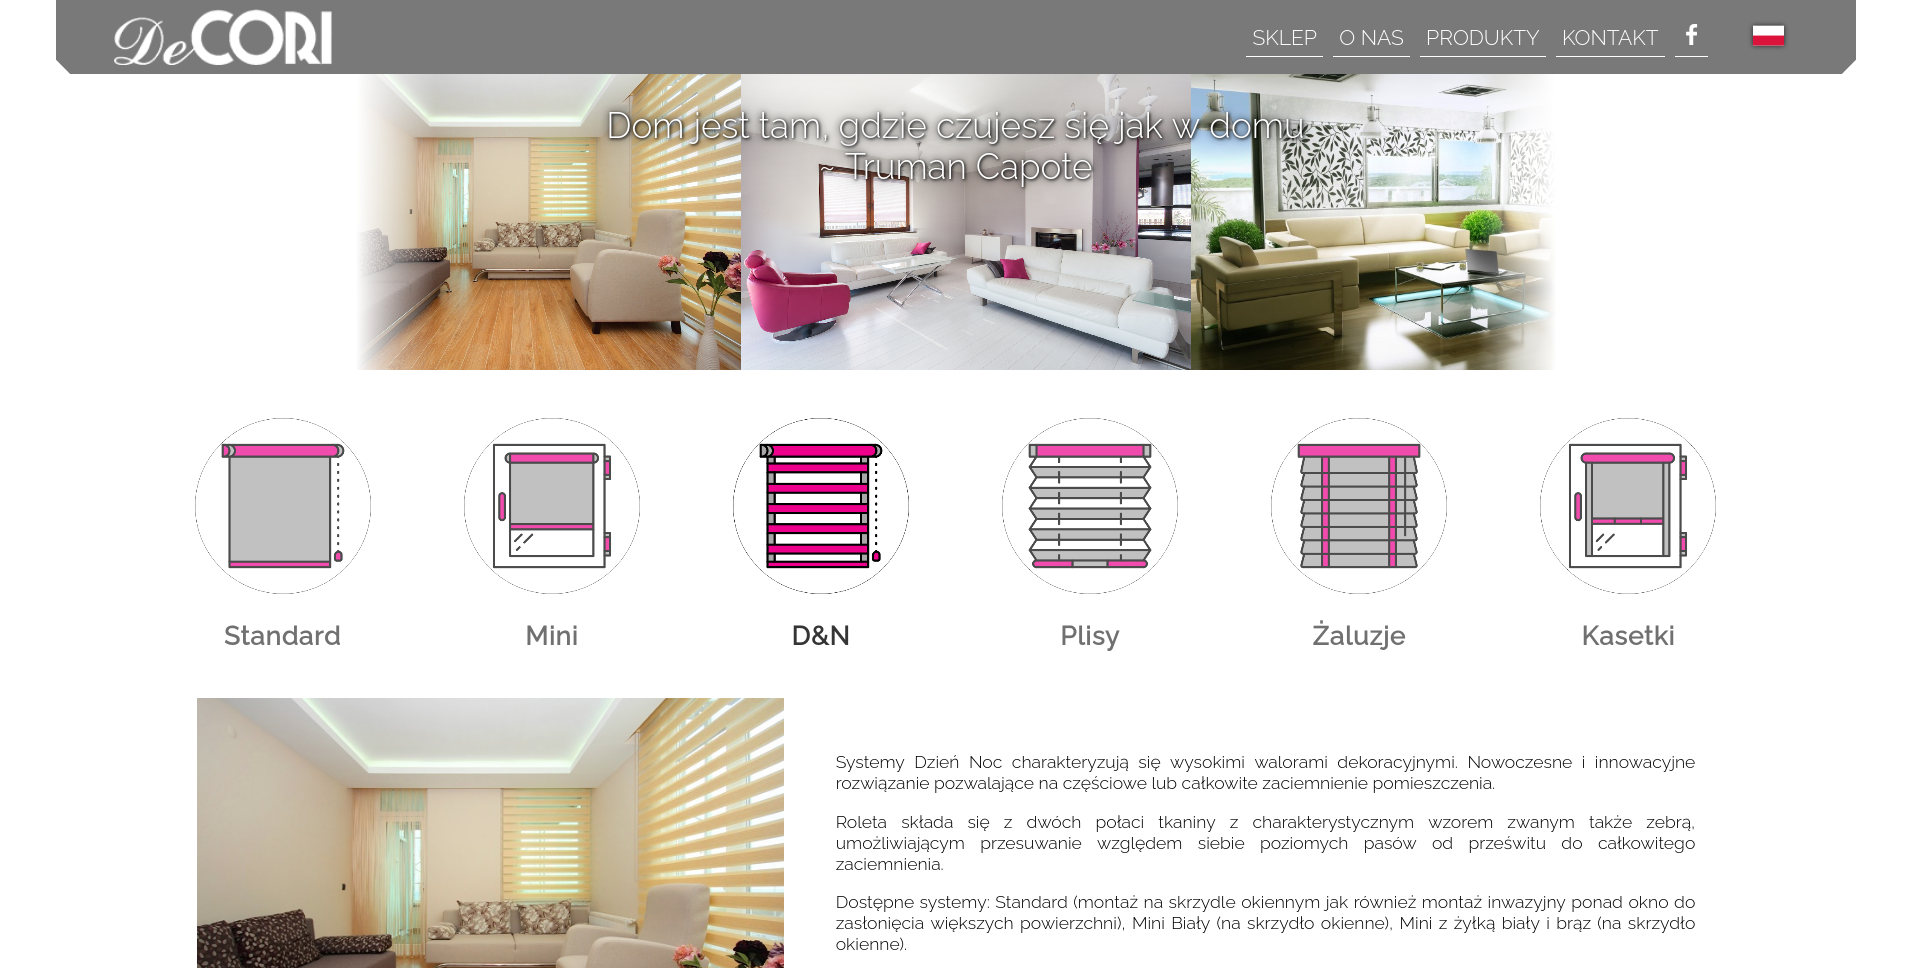 DeCORI
SKLEP O NAS PRODUKTY KONTAKT f
Dom jest tam, gdzie czujesz się jak w domu
~ Truman Capote
Standard Mini D&N Plisy Żaluzje Kasetki
Systemy Dzień Noc charakteryzują się wysokimi walorami dekoracyjnymi. Nowoczesne i innowacyjne
rozwiązanie pozwalające na częściowe lub całkowite zaciemnienie pomieszczenia.
Roleta składa się z dwóch połaci tkaniny z charakterystycznym wzorem zwanym także zebrą,
umożliwiającym przesuwanie względem siebie poziomych pasów od prześwitu do całkowitego
zaciemnienia.
Dostępne systemy: Standard (montaż na skrzydle okiennym jak również montaż inwazyjny ponad okno do
zasłonięcia większych powierzchni), Mini Biały (na skrzydło okienne), Mini z żyłką biały i brąz (na skrzydło
okienne).